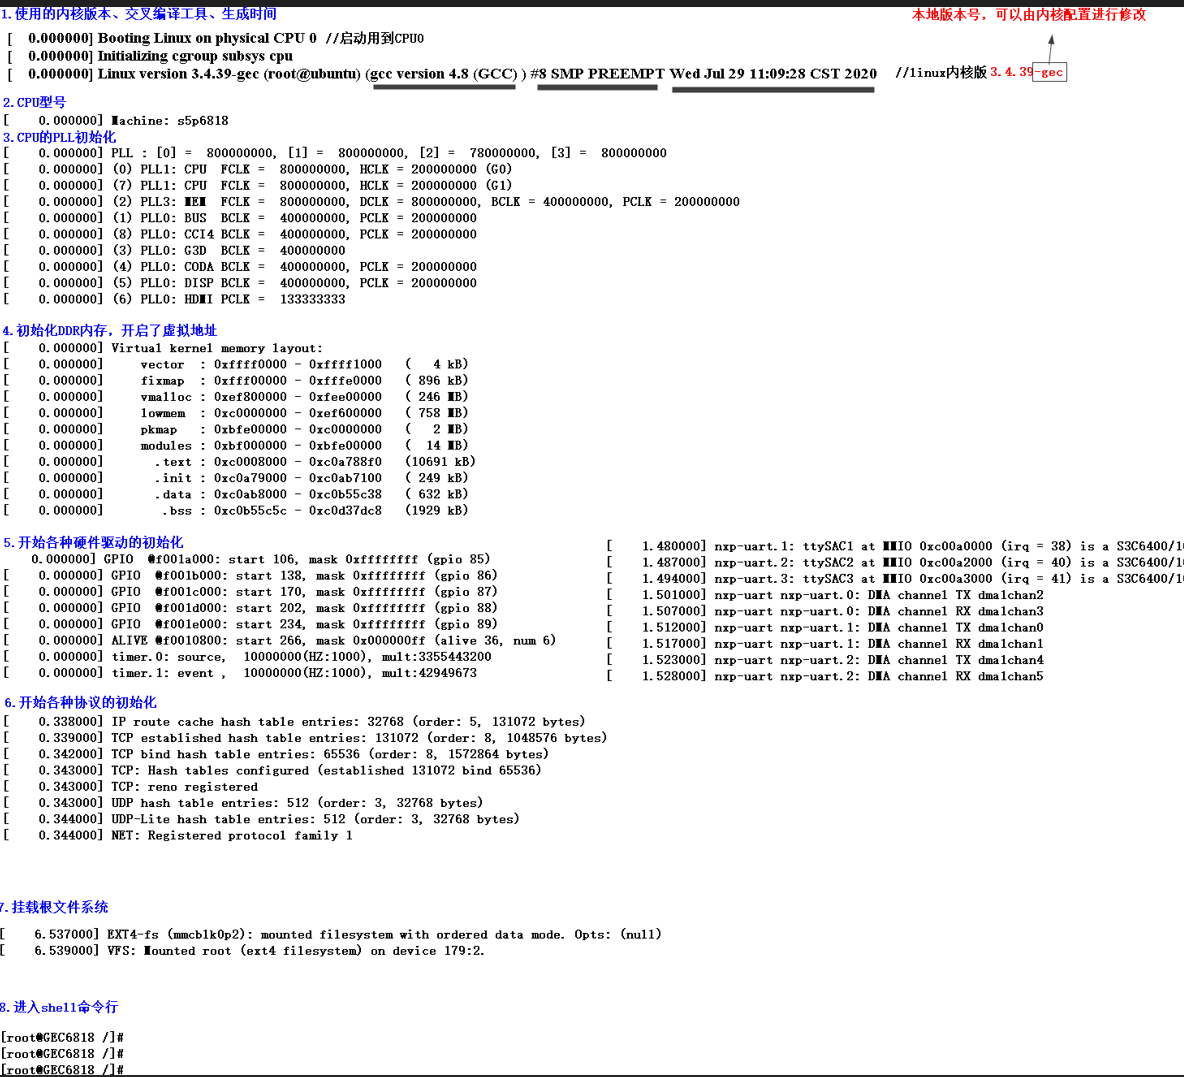 1.使用的内核版本、交叉编译工具、生成时间
本地版本号，可以由内核配置进行修改
[    0.000000] Booting Linux on physical CPU 0  //启动用到CPU0
[    0.000000] Initializing cgroup subsys cpu
[    0.000000] Linux version 3.4.39-gec (root@ubuntu) (gcc version 4.8 (GCC) ) #8 SMP PREEMPT Wed Jul 29 11:09:28 CST 2020    //linux内核版 3.4.39-gec
2.CPU型号
[    0.000000] Machine: s5p6818
3.CPU的PLL初始化
[    0.000000] PLL : [0] =  800000000, [1] =  800000000, [2] =  780000000, [3] =  800000000
[    0.000000] (0) PLL1: CPU  FCLK =  800000000, HCLK = 200000000 (G0)
[    0.000000] (7) PLL1: CPU  FCLK =  800000000, HCLK = 200000000 (G1)
[    0.000000] (2) PLL3: MEM  FCLK =  800000000, DCLK = 800000000, BCLK = 400000000, PCLK = 200000000
[    0.000000] (1) PLL0: BUS  BCLK =  400000000, PCLK = 200000000
[    0.000000] (8) PLL0: CCI4 BCLK =  400000000, PCLK = 200000000
[    0.000000] (3) PLL0: G3D  BCLK =  400000000
[    0.000000] (4) PLL0: CODA BCLK =  400000000, PCLK = 200000000
[    0.000000] (5) PLL0: DISP BCLK =  400000000, PCLK = 200000000
[    0.000000] (6) PLL0: HDMI PCLK =  133333333
4.初始化DDR内存，开启了虚拟地址
[    0.000000] Virtual kernel memory layout:
[    0.000000]     vector  : 0xffff0000 - 0xffff1000   (   4 kB)
[    0.000000]     fixmap  : 0xfff00000 - 0xfffe0000   ( 896 kB)
[    0.000000]     vmalloc : 0xef800000 - 0xfee00000   ( 246 MB)
[    0.000000]     lowmem  : 0xc0000000 - 0xef600000   ( 758 MB)
[    0.000000]     pkmap   : 0xbfe00000 - 0xc0000000   (   2 MB)
[    0.000000]     modules : 0xbf000000 - 0xbfe00000   (  14 MB)
[    0.000000]       .text : 0xc0008000 - 0xc0a788f0   (10691 kB)
[    0.000000]       .init : 0xc0a79000 - 0xc0ab7100   ( 249 kB)
[    0.000000]       .data : 0xc0ab8000 - 0xc0b55c38   ( 632 kB)
[    0.000000]        .bss : 0xc0b55c5c - 0xc0d37dc8   (1929 kB)
5.开始各种硬件驱动的初始化
0.000000] GPIO  @f001a000: start 106, mask 0xffffffff (gpio 85)
[    0.000000] GPIO  @f001b000: start 138, mask 0xffffffff (gpio 86)
[    0.000000] GPIO  @f001c000: start 170, mask 0xffffffff (gpio 87)
[    0.000000] GPIO  @f001d000: start 202, mask 0xffffffff (gpio 88)
[    0.000000] GPIO  @f001e000: start 234, mask 0xffffffff (gpio 89)
[    0.000000] ALIVE @f0010800: start 266, mask 0x000000ff (alive 36, num 6)
[    0.000000] timer.0: source,  10000000(HZ:1000), mult:3355443200
[    0.000000] timer.1: event ,  10000000(HZ:1000), mult:42949673
[    1.480000] nxp-uart.1: ttySAC1 at MMIO 0xc00a0000 (irq = 38) is a S3C6400/10
[    1.487000] nxp-uart.2: ttySAC2 at MMIO 0xc00a2000 (irq = 40) is a S3C6400/10
[    1.494000] nxp-uart.3: ttySAC3 at MMIO 0xc00a3000 (irq = 41) is a S3C6400/10
[    1.501000] nxp-uart nxp-uart.0: DMA channel TX dma1chan2
[    1.507000] nxp-uart nxp-uart.0: DMA channel RX dma1chan3
[    1.512000] nxp-uart nxp-uart.1: DMA channel TX dma1chan0
[    1.517000] nxp-uart nxp-uart.1: DMA channel RX dma1chan1
[    1.523000] nxp-uart nxp-uart.2: DMA channel TX dma1chan4
[    1.528000] nxp-uart nxp-uart.2: DMA channel RX dma1chan5
6.开始各种协议的初始化
[    0.338000] IP route cache hash table entries: 32768 (order: 5, 131072 bytes)
[    0.339000] TCP established hash table entries: 131072 (order: 8, 1048576 bytes)
[    0.342000] TCP bind hash table entries: 65536 (order: 8, 1572864 bytes)
[    0.343000] TCP: Hash tables configured (established 131072 bind 65536)
[    0.343000] TCP: reno registered
[    0.343000] UDP hash table entries: 512 (order: 3, 32768 bytes)
[    0.344000] UDP-Lite hash table entries: 512 (order: 3, 32768 bytes)
[    0.344000] NET: Registered protocol family 1
7.挂载根文件系统
[    6.537000] EXT4-fs (mmcblk0p2): mounted filesystem with ordered data mode. Opts: (null)
[    6.539000] VFS: Mounted root (ext4 filesystem) on device 179:2.
8.进入shell命令行
[root@GEC6818 /]#
[root@GEC6818 /]#
[root@GEC6818 /]#